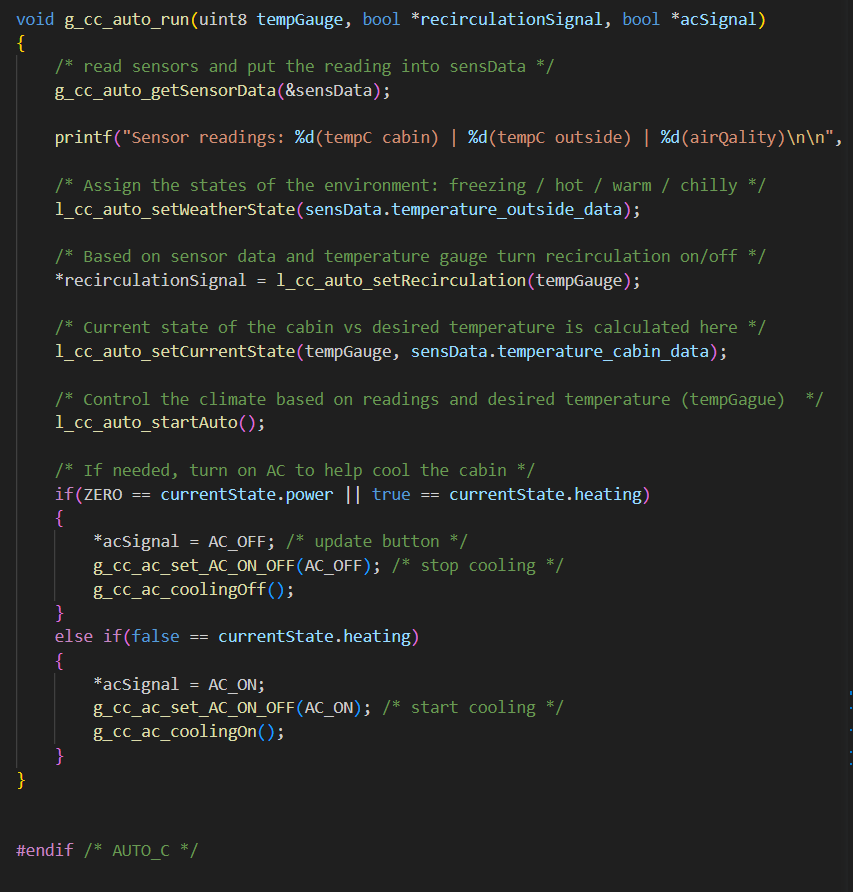 void g_cc_auto_run(uint8 tempGauge, bool *recirculationSignal, bool *acSignal)
{
    /* read sensors and put the reading into sensData */
    g_cc_auto_getSensorData(&sensData);

    printf("Sensor readings: %d(tempC cabin) | %d(tempC outside) | %d(airQality)\n\n",

    /* Assign the states of the environment: freezing / hot / warm / chilly */
    l_cc_auto_setWeatherState(sensData.temperature_outside_data);

    /* Based on sensor data and temperature gauge turn recirculation on/off */
    *recirculationSignal = l_cc_auto_setRecirculation(tempGauge);

    /* Current state of the cabin vs desired temperature is calculated here */
    l_cc_auto_setCurrentState(tempGauge, sensData.temperature_cabin_data);

    /* Control the climate based on readings and desired temperature (tempGague)  */
    l_cc_auto_startAuto();

    /* If needed, turn on AC to help cool the cabin */
    if(ZERO == currentState.power || true == currentState.heating)
    {
        *acSignal = AC_OFF; /* update button */
        g_cc_ac_set_AC_ON_OFF(AC_OFF); /* stop cooling */
        g_cc_ac_coolingOff();
    }
    else if(false == currentState.heating)
    {
        *acSignal = AC_ON;
        g_cc_ac_set_AC_ON_OFF(AC_ON); /* start cooling */
        g_cc_ac_coolingOn();
    }
}

#endif /* AUTO_C */